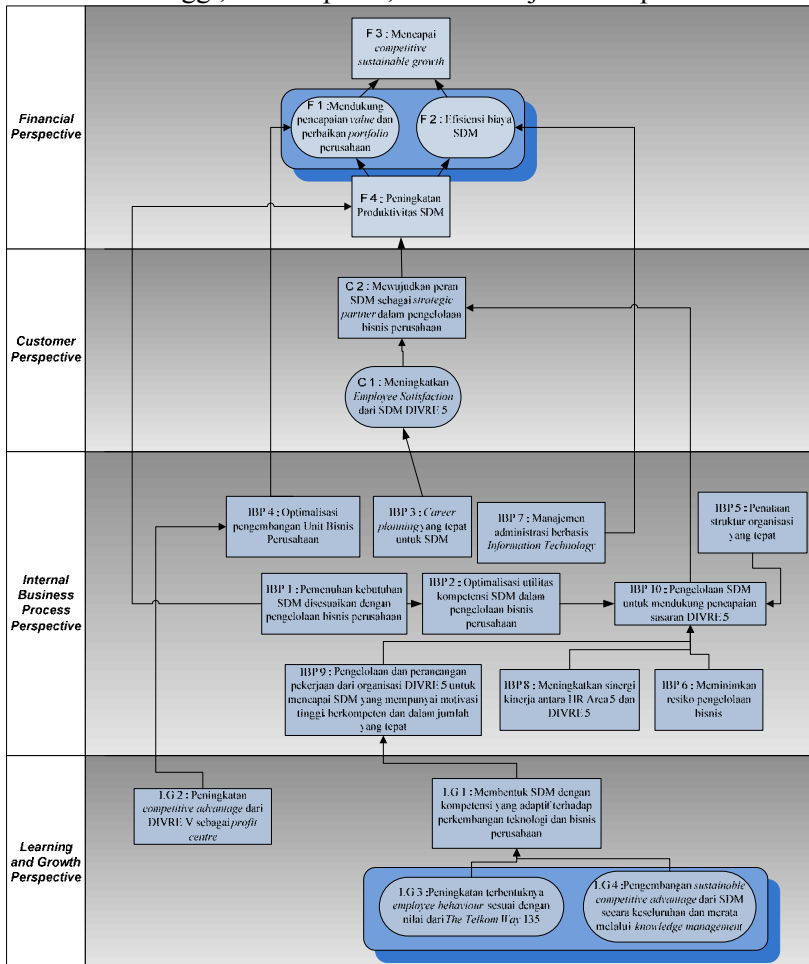 Financial
Perspective
F 3 : Mencapai
competitive
sustainable growth
F 1 : Mendukung
pencapaian value dan
perbaikan portfolio
perusahaan
F 2 : Efisiensi biaya
SDM
F 4 : Peningkatan
Produktivitas SDM
Customer
Perspective
C 2 : Mewujudkan peran
SDM sebagai strategic
partner dalam pengelolaan
bisnis perusahaan
C 1 : Meningkatkan
Employee Satisfaction
dari SDM DIVRE 5
Internal
Business
Process
Perspective
IBP 4 : Optimalisasi
pengembangan Unit Bisnis
Perusahaan
IBP 3 : Career
planning yang tepat
untuk SDM
IBP 7 : Manajemen
administrasi berbasis
Information Technology
IBP 5 : Penataan
struktur organisasi
yang tepat
IBP 1 : Pemenuhan kebutuhan
SDM disesuaikan dengan
pengelolaan bisnis perusahaan
IBP 2 : Optimalisasi utilitas
kompetensi SDM dalam
pengelolaan bisnis
perusahaan
IBP 10 : Pengelolaan SDM
untuk mendukung pencapaian
sasaran DIVRE 5
IBP 9 : Pengelolaan dan perancangan
pekerjaan dari organisasi DIVRE 5 untuk
mencapai SDM yang mempunyai motivasi
tinggi, berkompeten dan dalam jumlah
yang tepat
IBP 8 : Meningkatkan sinergi
kinerja antara HR Area 5 dan
DIVRE 5
IBP 6 : Meminimkan
resiko pengelolaan
bisnis
Learning
and Growth
Perspective
LG 2 : Peningkatan
competitive advantage dari
DIVRE V sebagai profit
centre
LG 1 : Membentuk SDM dengan
kompetensi yang adaptif terhadap
perkembangan teknologi dan bisnis
perusahaan
LG 3 :Peningkatan terbentuknya
employee behaviour sesuai dengan
nilai dari The Telkom Way 135
LG 4 :Pengembangan sustainable
competitive advantage dari SDM
secara keseluruhan dan merata
melalui knowledge management